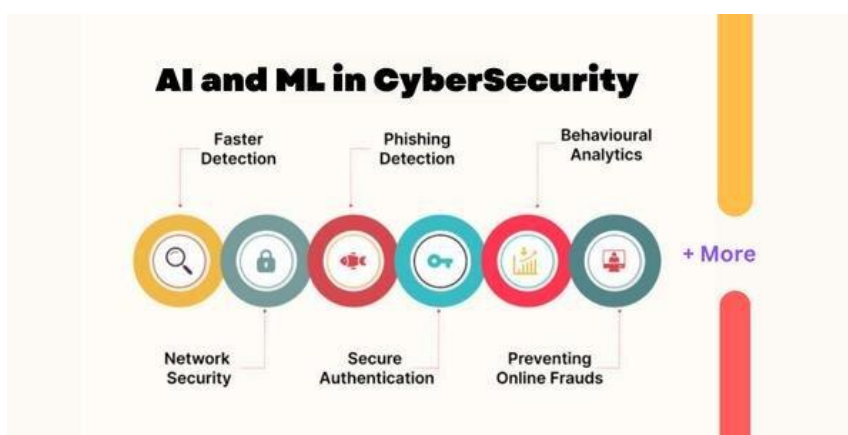 AI and ML in CyberSecurity
Faster
Detection
Phishing
Detection
Behavioural
Analytics
+ More
Network
Security
Secure
Authentication
Preventing
Online Frauds